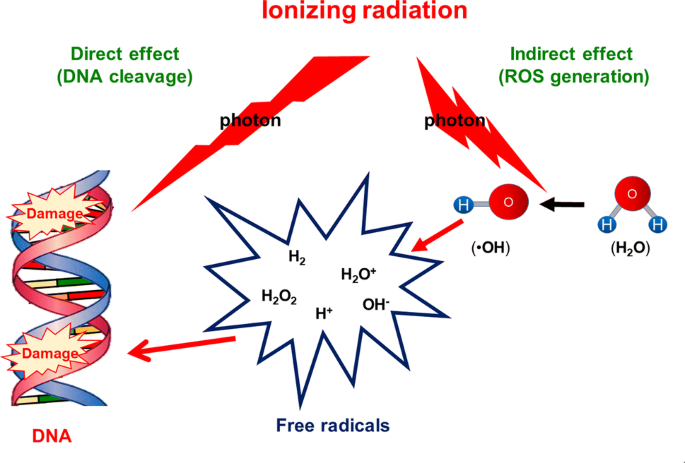 Ionizing radiation
Direct effect
(DNA cleavage)
Indirect effect
(ROS generation)
photon
photon
Damage
H O
O
H H
(•OH)
(H₂O)
H₂
H₂O⁺
H₂O₂
H⁺
OH⁻
Damage
Free radicals
DNA